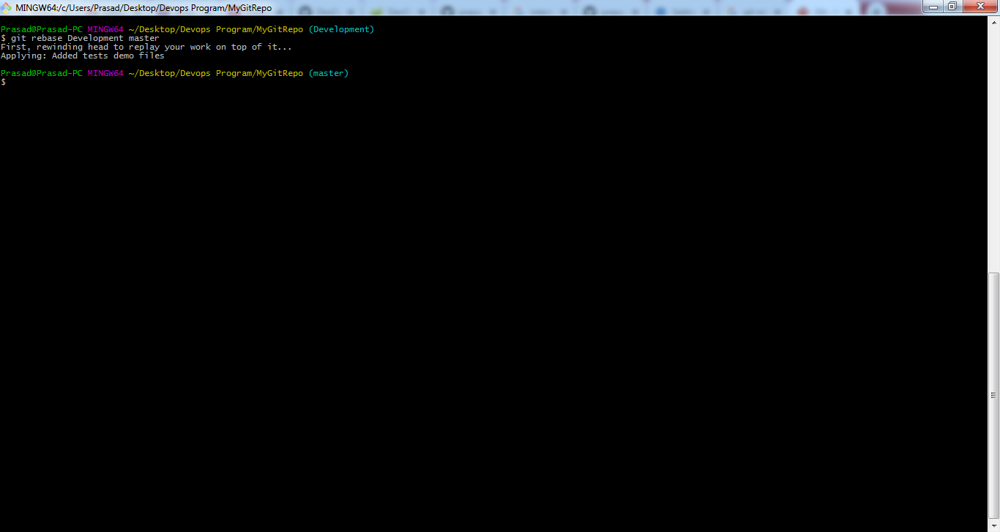 MINGW64:/c/Users/Prasad/Desktop/Devops Program/MyGitRepo
Prasad@Prasad-PC MINGW64 ~/Desktop/Devops Program/MyGitRepo (Development)
$ git rebase Development master
First, rewinding head to replay your work on top of it...
Applying: Added tests demo files
Prasad@Prasad-PC MINGW64 ~/Desktop/Devops Program/MyGitRepo (master)
$